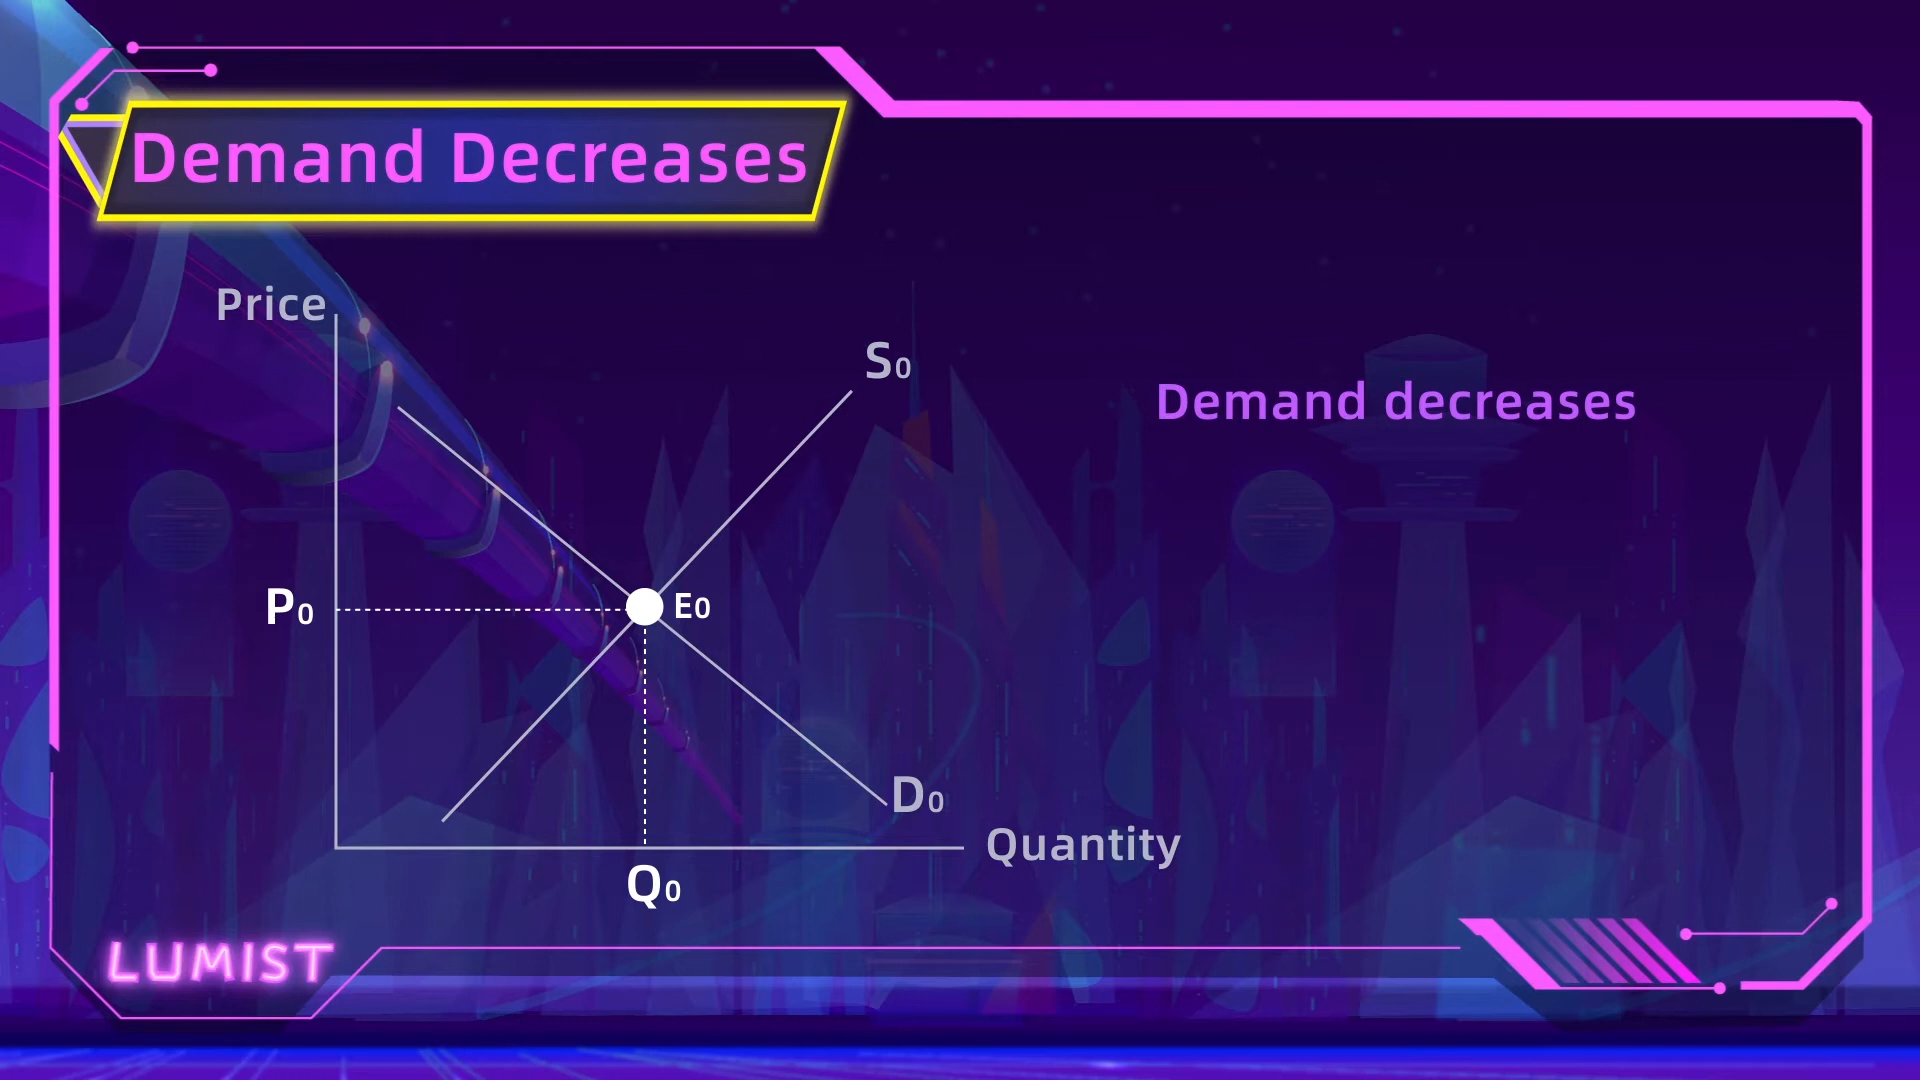 Demand Decreases
Price
S0
Demand decreases
P0
E0
D0
Quantity
Q0
LUMIST